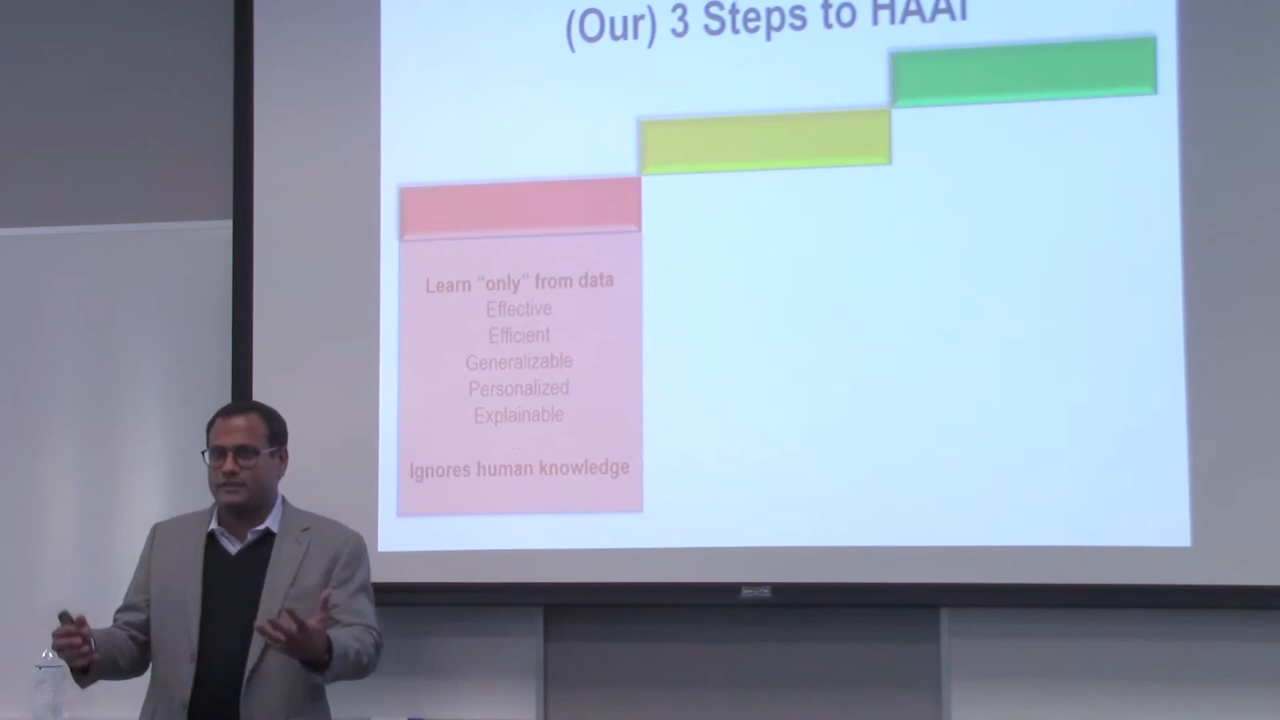 (Our) 3 Steps to HAAI
Learn “only” from data
Effective
Efficient
Generalizable
Personalized
Explainable
Ignores human knowledge